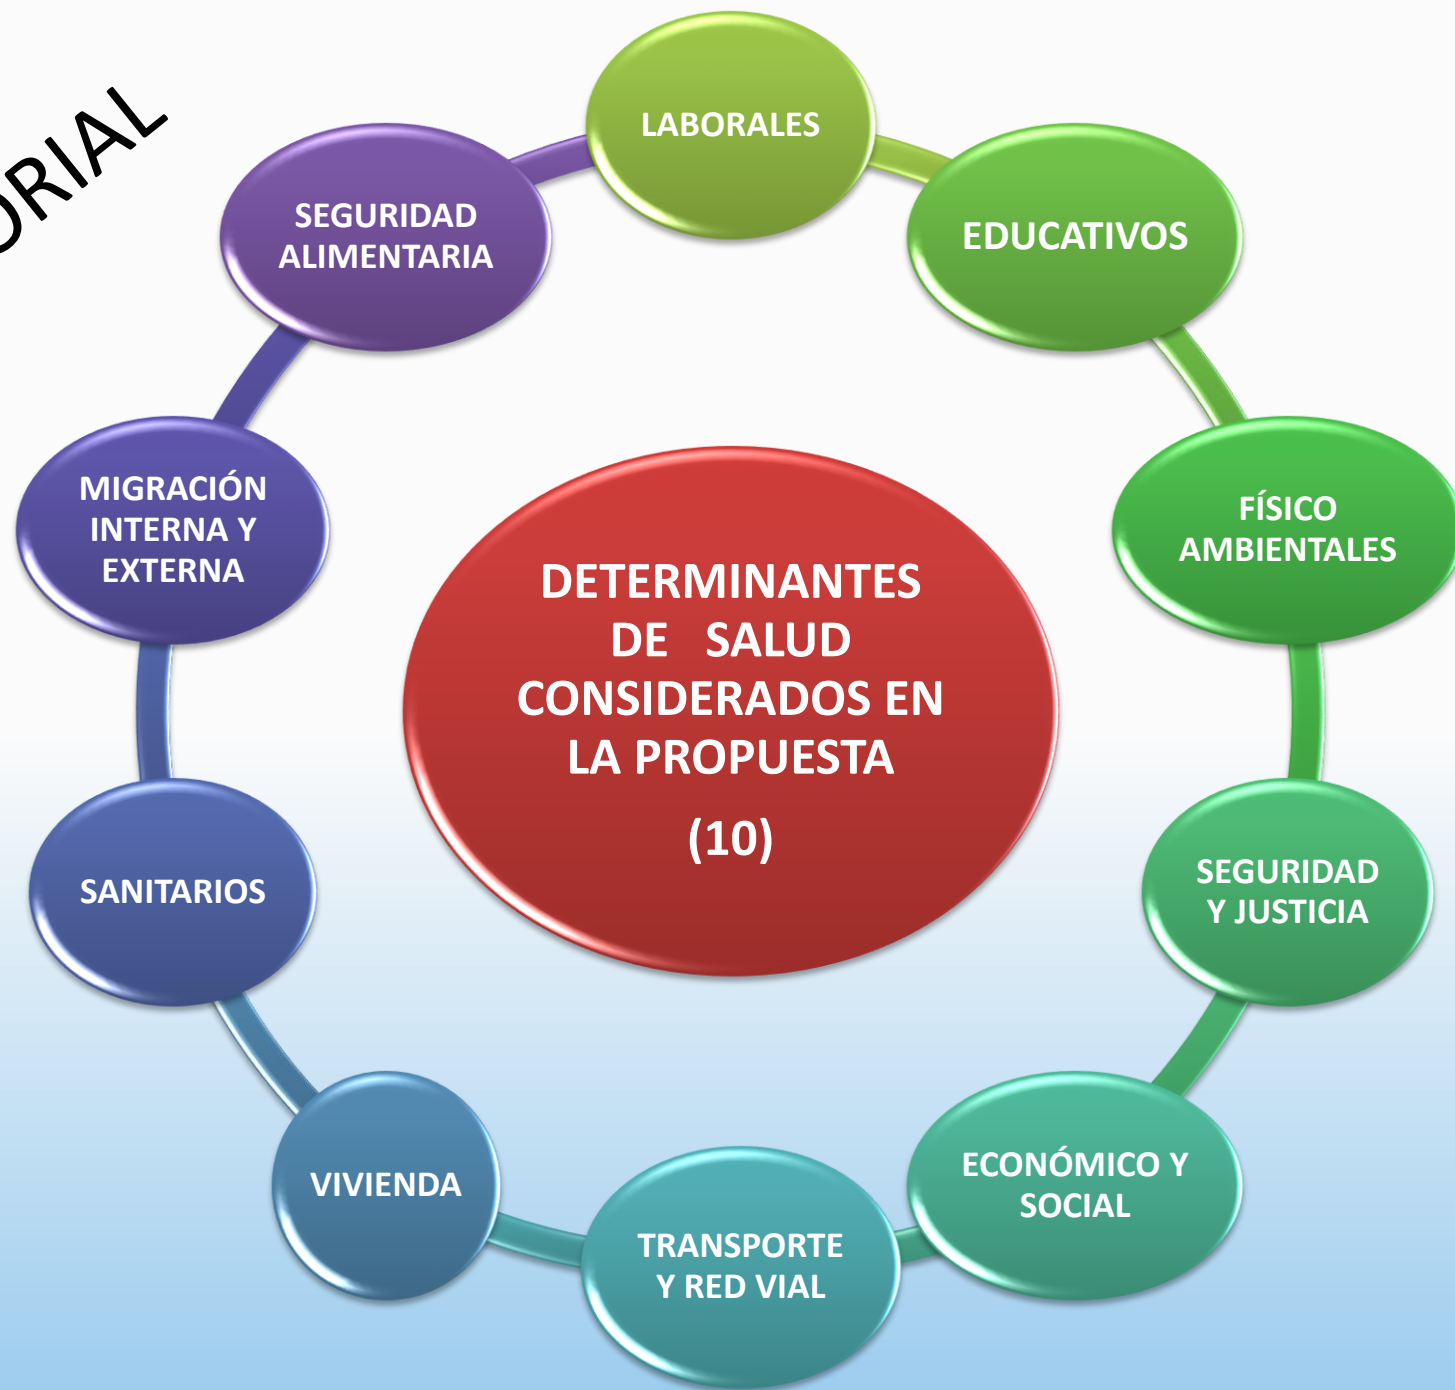 ORIAL
LABORALES
EDUCATIVOS
FÍSICO
AMBIENTALES
SEGURIDAD
Y JUSTICIA
ECONÓMICO Y
SOCIAL
TRANSPORTE
Y RED VIAL
VIVIENDA
SANITARIOS
MIGRACIÓN
INTERNA Y
EXTERNA
SEGURIDAD
ALIMENTARIA
DETERMINANTES
DE SALUD
CONSIDERADOS EN
LA PROPUESTA
(10)